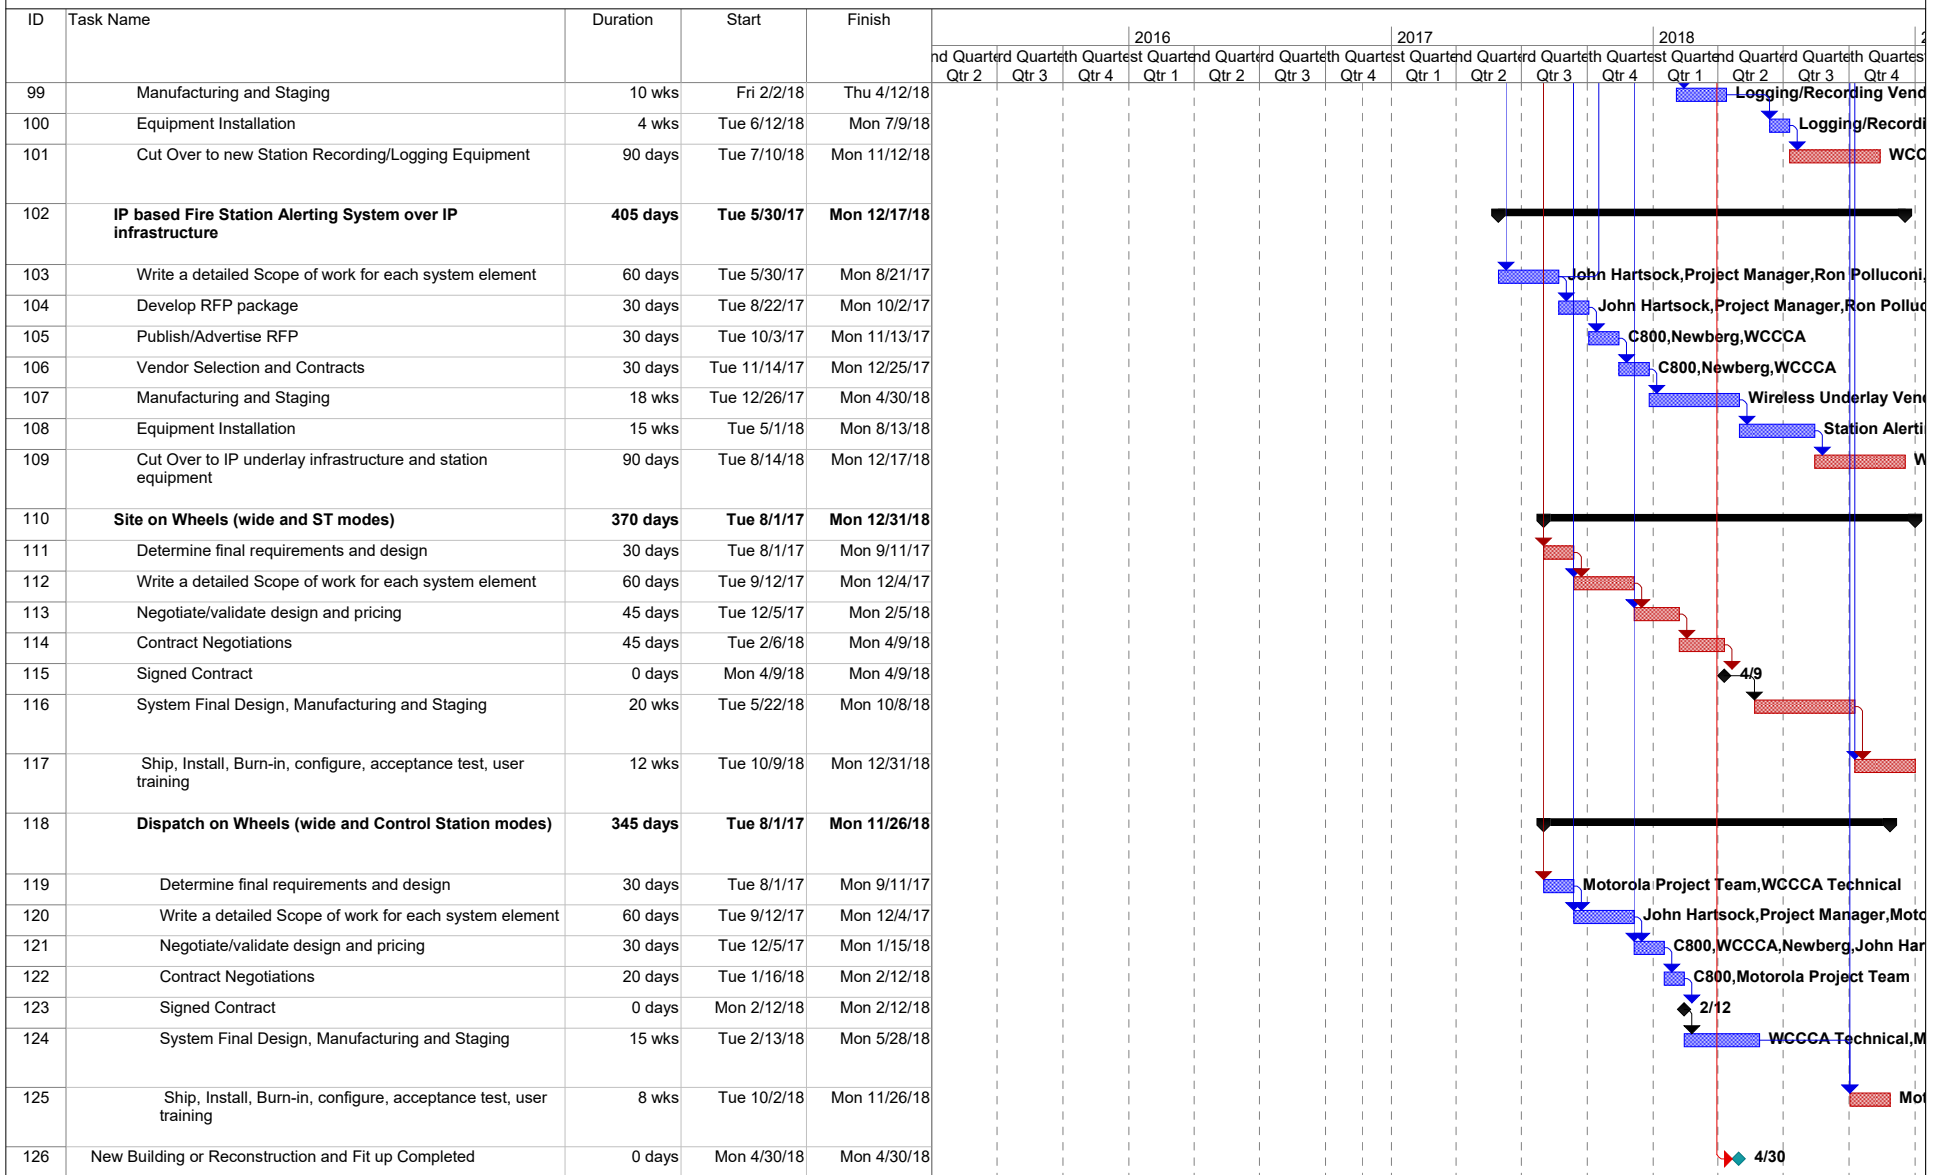 ID Task Name Duration Start Finish
2016 2017 2018
Qtr 2 Qtr 3 Qtr 4 Qtr 1 Qtr 2 Qtr 3 Qtr 4 Qtr 1 Qtr 2 Qtr 3 Qtr 4 Qtr 1 Qtr 2 Qtr 3 Qtr 4
99 Manufacturing and Staging 10 wks Fri 2/2/18 Thu 4/12/18 Logging/Recording Vend
100 Equipment Installation 4 wks Tue 6/12/18 Mon 7/9/18 Logging/Recordi
101 Cut Over to new Station Recording/Logging Equipment 90 days Tue 7/10/18 Mon 11/12/18 WCC
102 IP based Fire Station Alerting System over IP 405 days Tue 5/30/17 Mon 12/17/18
infrastructure
103 Write a detailed Scope of work for each system element 60 days Tue 5/30/17 Mon 8/21/17 John Hartsock,Project Manager,Ron Polluconi,
104 Develop RFP package 30 days Tue 8/22/17 Mon 10/2/17 John Hartsock,Project Manager,Ron Polluc
105 Publish/Advertise RFP 30 days Tue 10/3/17 Mon 11/13/17 C800,Newberg,WCCCA
106 Vendor Selection and Contracts 30 days Tue 11/14/17 Mon 12/25/17 C800,Newberg,WCCCA
107 Manufacturing and Staging 18 wks Tue 12/26/17 Mon 4/30/18 Wireless Underlay Ven
108 Equipment Installation 15 wks Tue 5/1/18 Mon 8/13/18 Station Alerti
109 Cut Over to IP underlay infrastructure and station 90 days Tue 8/14/18 Mon 12/17/18
equipment
110 Site on Wheels (wide and ST modes) 370 days Tue 8/1/17 Mon 12/31/18
111 Determine final requirements and design 30 days Tue 8/1/17 Mon 9/11/17
112 Write a detailed Scope of work for each system element 60 days Tue 9/12/17 Mon 12/4/17
113 Negotiate/validate design and pricing 45 days Tue 12/5/17 Mon 2/5/18
114 Contract Negotiations 45 days Tue 2/6/18 Mon 4/9/18
115 Signed Contract 0 days Mon 4/9/18 Mon 4/9/18 4/9
116 System Final Design, Manufacturing and Staging 20 wks Tue 5/22/18 Mon 10/8/18
117 Ship, Install, Burn-in, configure, acceptance test, user 12 wks Tue 10/9/18 Mon 12/31/18
training
118 Dispatch on Wheels (wide and Control Station modes) 345 days Tue 8/1/17 Mon 11/26/18
119 Determine final requirements and design 30 days Tue 8/1/17 Mon 9/11/17 Motorola Project Team,WCCCA Technical
120 Write a detailed Scope of work for each system element 60 days Tue 9/12/17 Mon 12/4/17 John Hartsock,Project Manager,Moto
121 Negotiate/validate design and pricing 30 days Tue 12/5/17 Mon 1/15/18 C800,WCCCA,Newberg,John Har
122 Contract Negotiations 20 days Tue 1/16/18 Mon 2/12/18 C800,Motorola Project Team
123 Signed Contract 0 days Mon 2/12/18 Mon 2/12/18 2/12
124 System Final Design, Manufacturing and Staging 15 wks Tue 2/13/18 Mon 5/28/18 WCCCA Technical,M
125 Ship, Install, Burn-in, configure, acceptance test, user 8 wks Tue 10/2/18 Mon 11/26/18 Mot
training
126 New Building or Reconstruction and Fit up Completed 0 days Mon 4/30/18 Mon 4/30/18 4/30